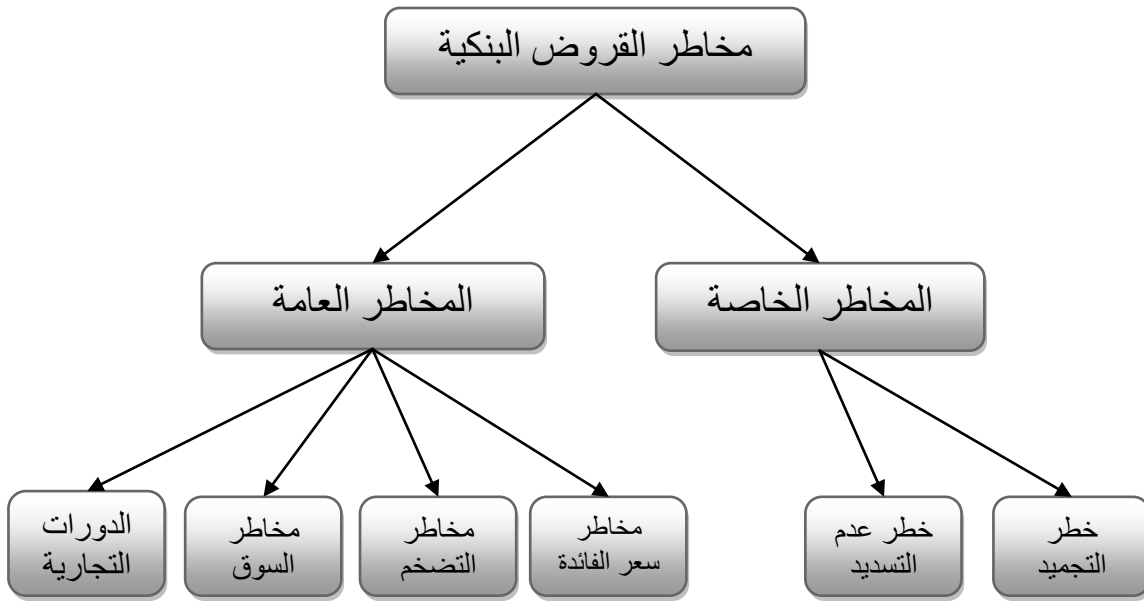 مخاطر القروض البنكية
المخاطر الخاصة
المخاطر العامة
خطر
التجميد
خطر عدم
التسديد
مخاطر
سعر الفائدة
مخاطر
التضخم
مخاطر
السوق
الدورات
التجارية